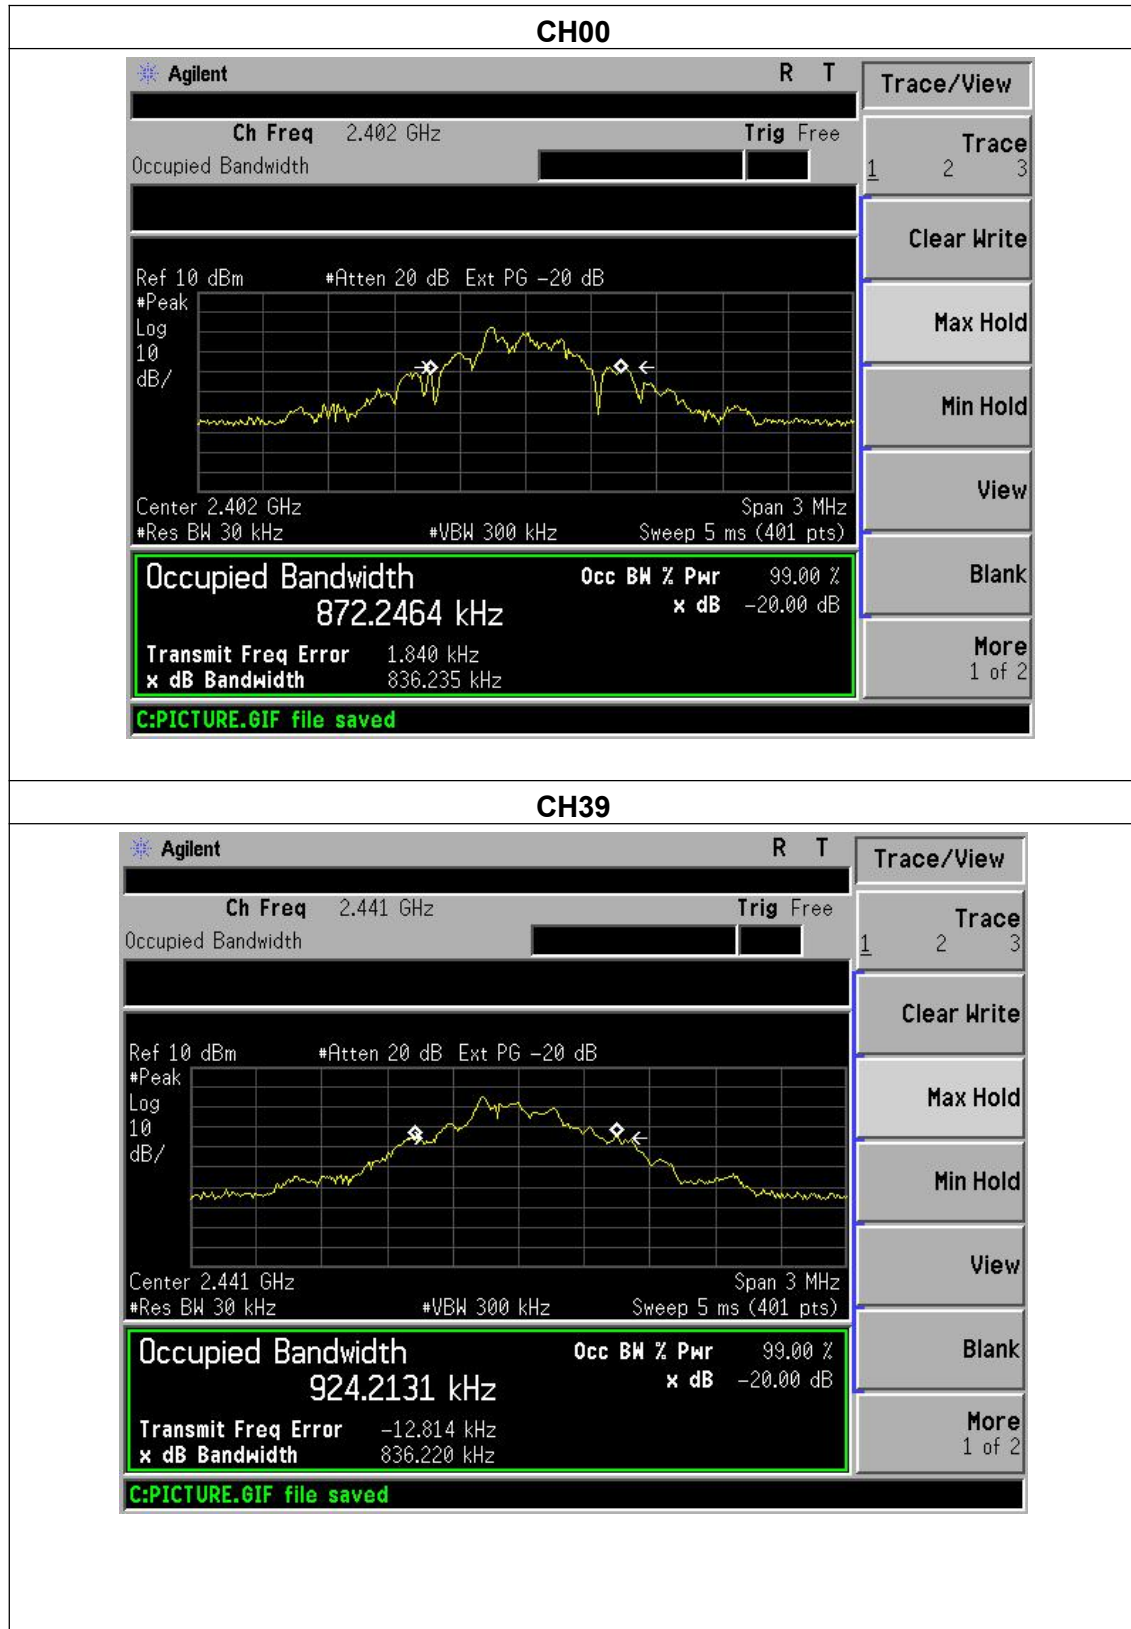 CH00
Agilent R T
Trace/View
Ch Freq 2.402 GHz Trig Free
Occupied Bandwidth
Trace
1 2 3
Clear Write
Ref 10 dBm #Atten 20 dB Ext PG -20 dB
#Peak
Log
10
dB/
Max Hold
Min Hold
View
Center 2.402 GHz Span 3 MHz
#Res BW 30 kHz #VBW 300 kHz Sweep 5 ms (401 pts)
Occupied Bandwidth Occ BW % Pwr 99.00 %
872.2464 kHz x dB -20.00 dB
Blank
Transmit Freq Error 1.840 kHz
x dB Bandwidth 836.235 kHz
More
1 of 2
C:PICTURE.GIF file saved
CH39
Agilent R T
Trace/View
Ch Freq 2.441 GHz Trig Free
Occupied Bandwidth
Trace
1 2 3
Clear Write
Ref 10 dBm #Atten 20 dB Ext PG -20 dB
#Peak
Log
10
dB/
Max Hold
Min Hold
View
Center 2.441 GHz Span 3 MHz
#Res BW 30 kHz #VBW 300 kHz Sweep 5 ms (401 pts)
Occupied Bandwidth Occ BW % Pwr 99.00 %
924.2131 kHz x dB -20.00 dB
Blank
Transmit Freq Error -12.814 kHz
x dB Bandwidth 836.220 kHz
More
1 of 2
C:PICTURE.GIF file saved